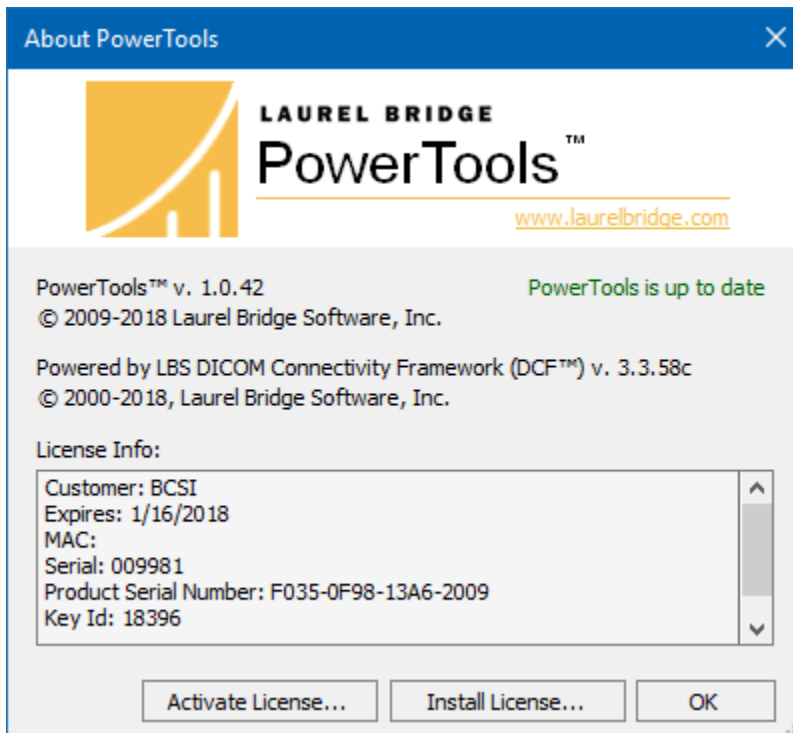 About PowerTools
LAUREL BRIDGE
PowerTools™
www.laurelbridge.com
PowerTools™ v. 1.0.42
PowerTools is up to date
© 2009-2018 Laurel Bridge Software, Inc.
Powered by LBS DICOM Connectivity Framework (DCF™) v. 3.3.58c
© 2000-2018, Laurel Bridge Software, Inc.
License Info:
Customer: BCSI
Expires: 1/16/2018
MAC:
Serial: 009981
Product Serial Number: F035-0F98-13A6-2009
Key Id: 18396
Activate License...
Install License...
OK